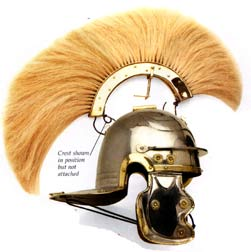 Crest shown
in position
but not
attached